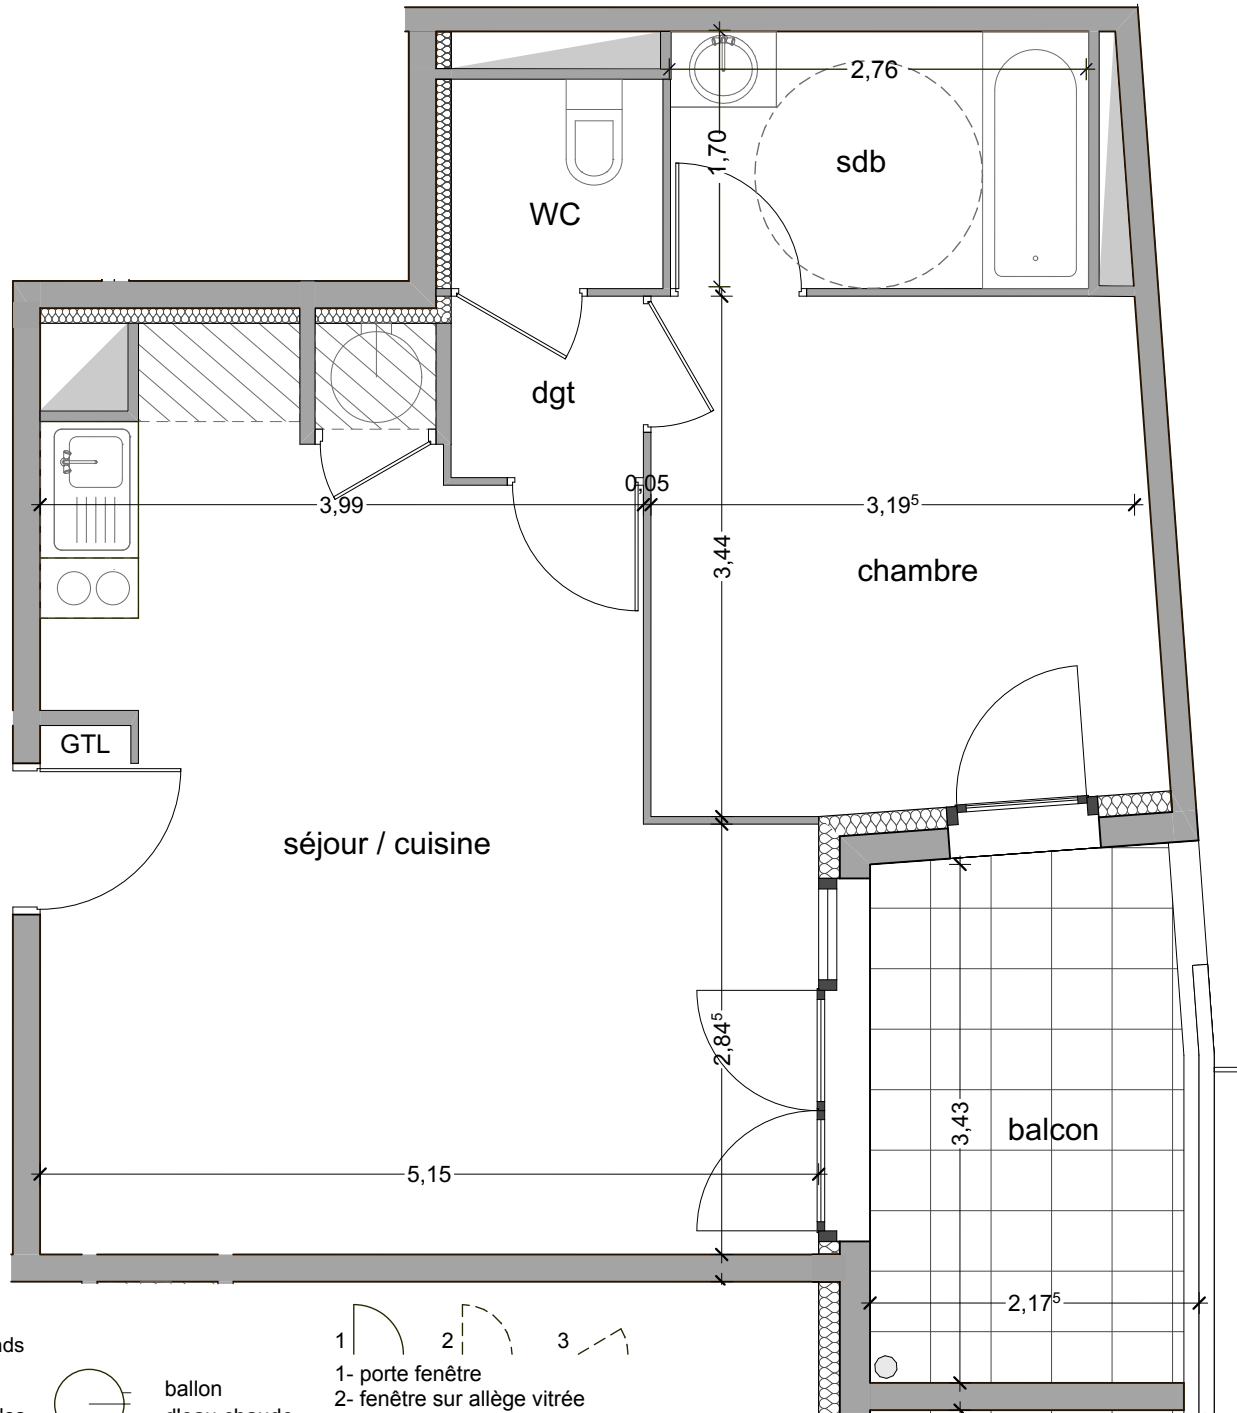 2,76
1,70
sdb
WC
dgt
0,05
3,99
3,19⁵
3,44
chambre
GTL
séjour / cuisine
2,84⁵
3,43
balcon
5,15
2,17⁵
1 2 3
1- porte fenêtre
2- fenêtre sur allège vitrée
ballon